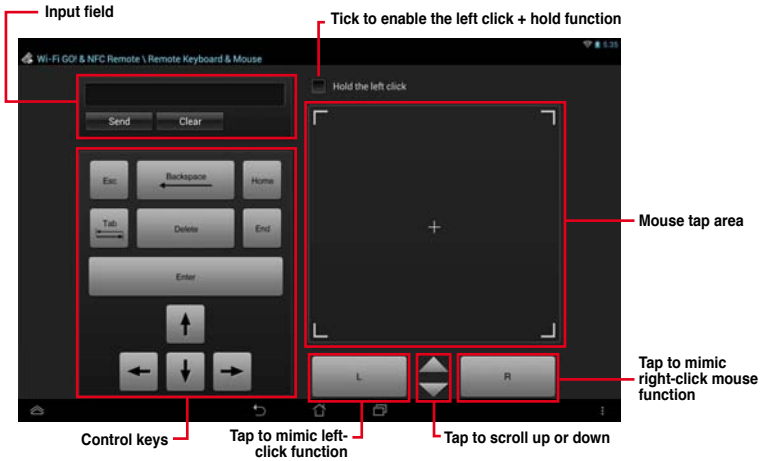 Input field
Tick to enable the left click + hold function
5:35
Wi-Fi GO! & NFC Remote \ Remote Keyboard & Mouse
Hold the left click
Send
Clear
Esc
Backspace
Home
Tab
Delete
End
Enter
Mouse tap area
L
R
Tap to mimic
right-click mouse
function
Control keys
Tap to mimic left-
click function
Tap to scroll up or down